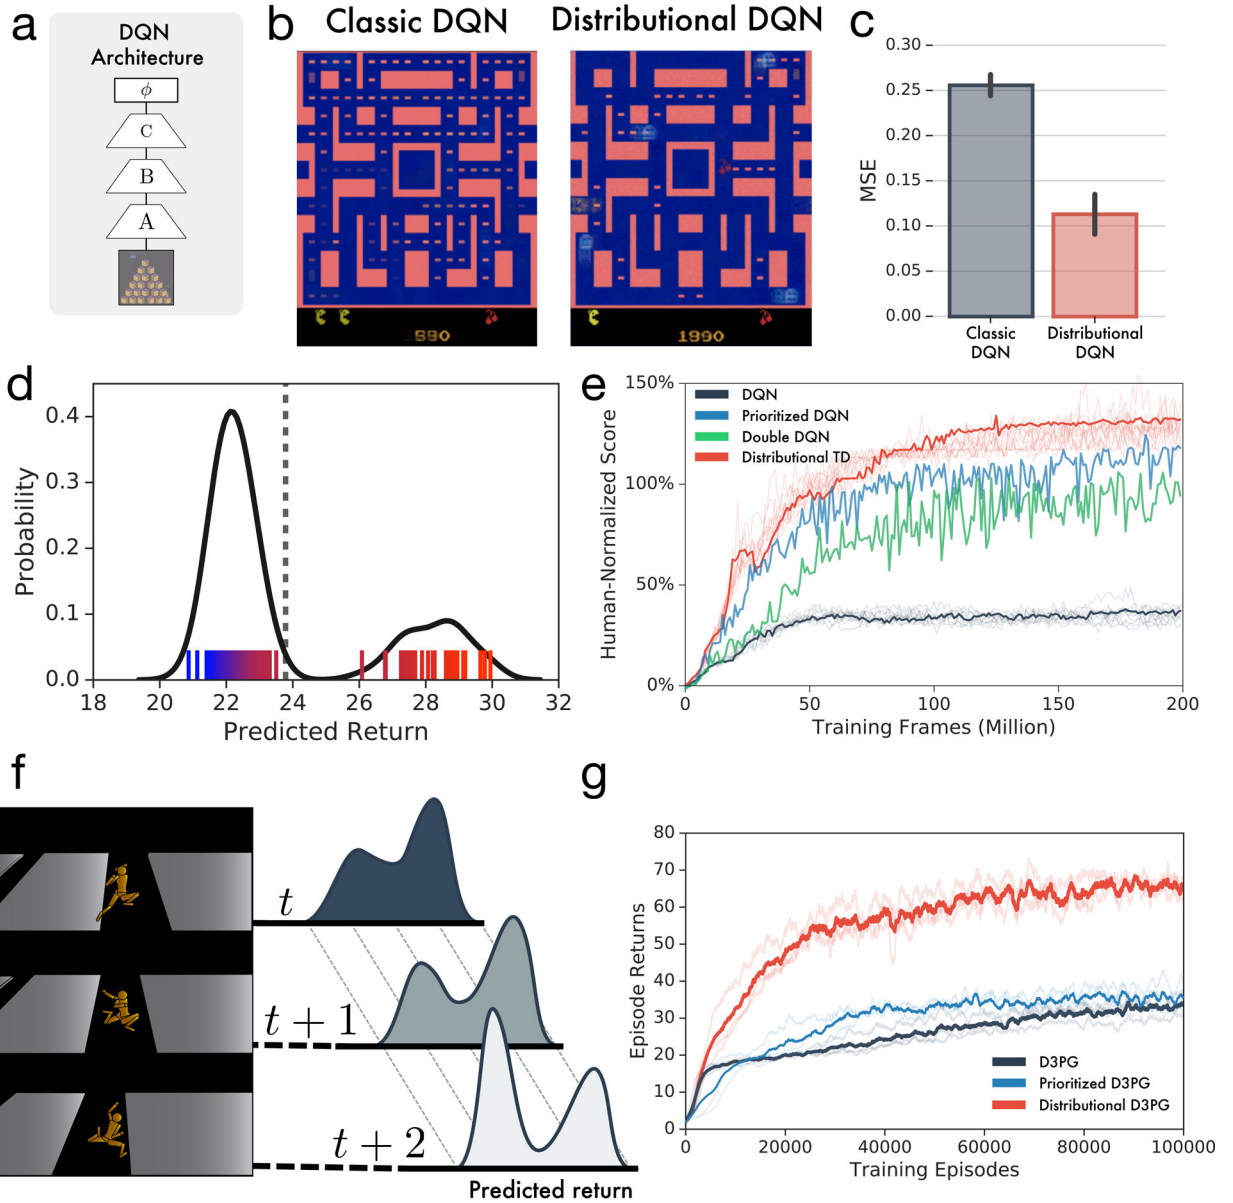 a
DQN
Architecture
ϕ
C
B
A
b
Classic DQN
Distributional DQN
580
1890
c
MSE
0.30
0.25
0.20
0.15
0.10
0.05
0.00
Classic
DQN
Distributional
DQN
d
Probability
0.4
0.3
0.2
0.1
0.0
18 20 22 24 26 28 30 32
Predicted Return
e
Human-Normalized Score
150%
100%
50%
0%
DQN
Prioritized DQN
Double DQN
Distributional TD
0 50 100 150 200
Training Frames (Million)
f
t
t + 1
t + 2
Predicted return
g
Episode Returns
80
70
60
50
40
30
20
10
0
D3PG
Prioritized D3PG
Distributional D3PG
0 20000 40000 60000 80000 100000
Training Episodes